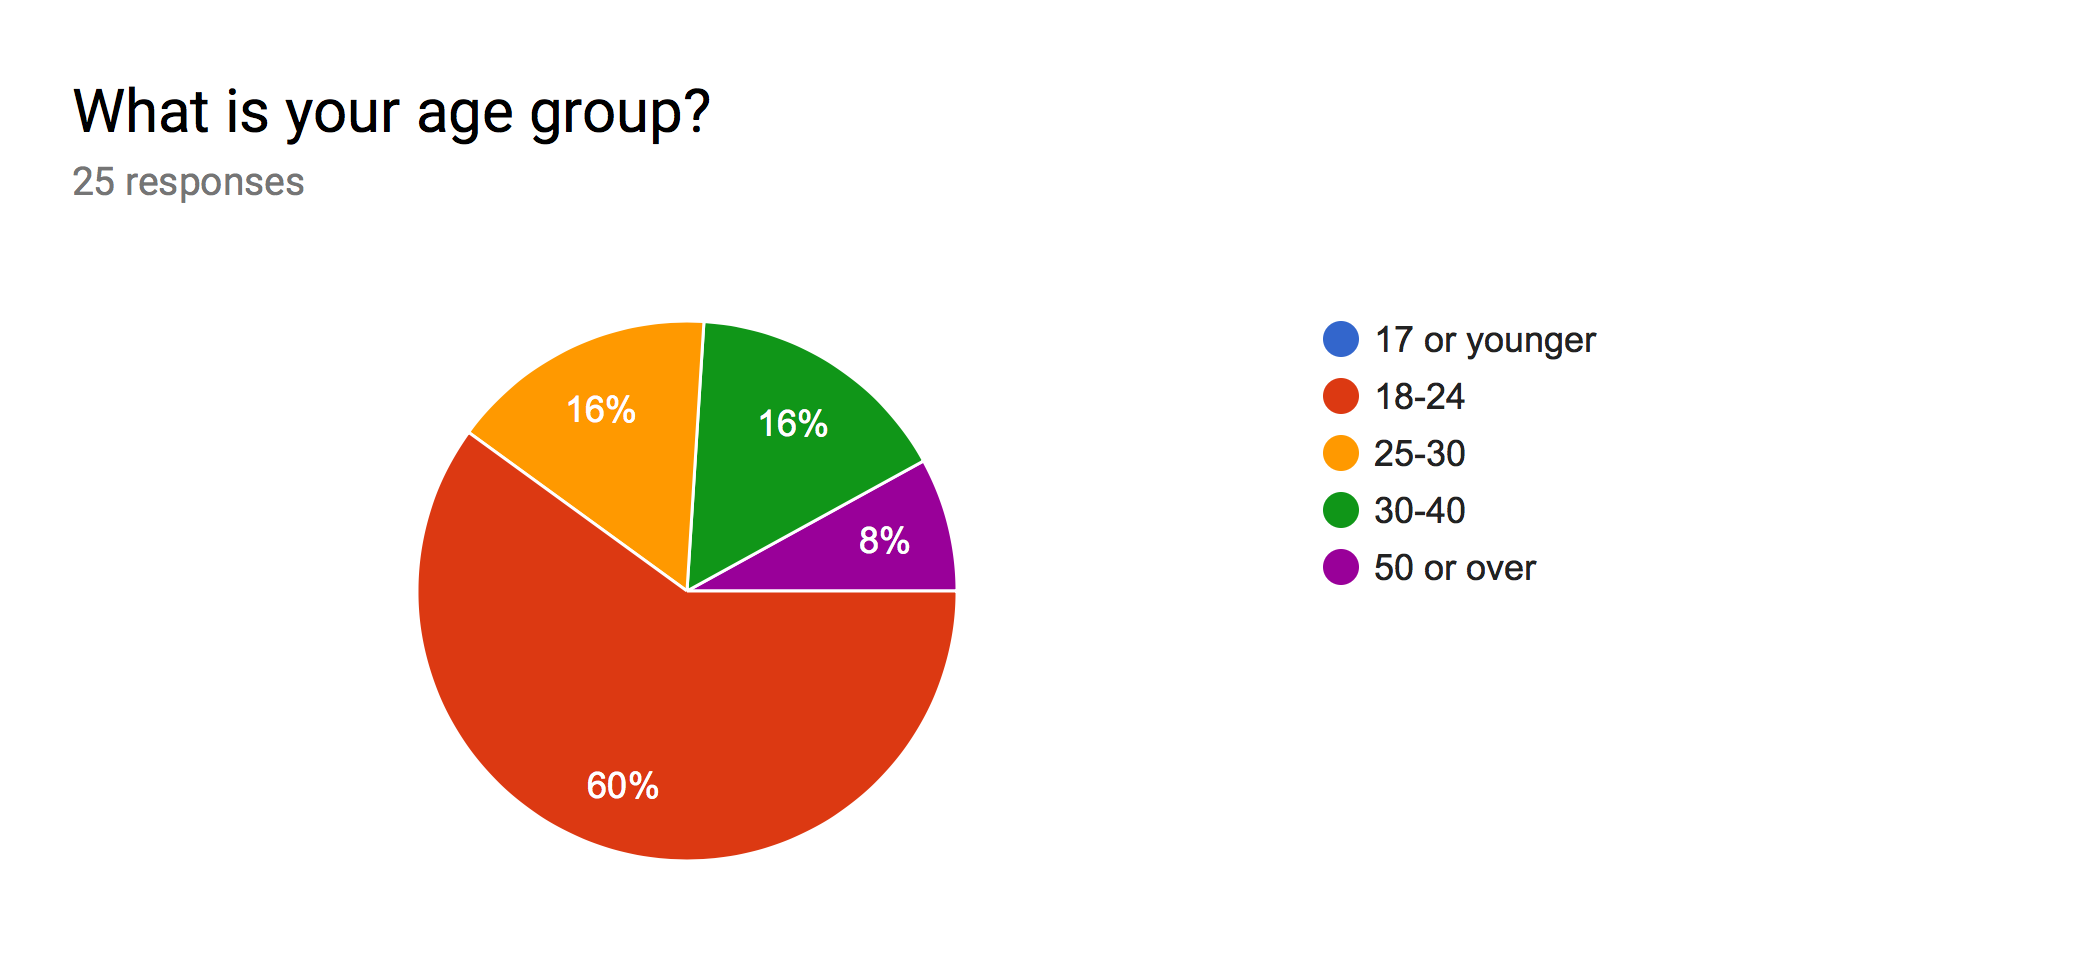 What is your age group?
25 responses
16%
16%
8%
60%
17 or younger
18-24
25-30
30-40
50 or over